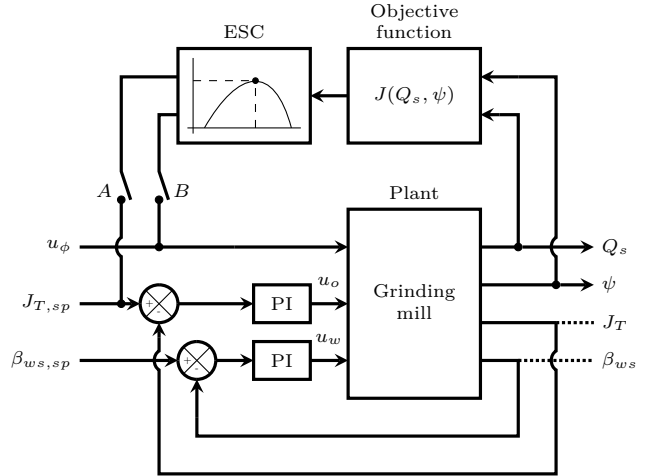 Objective
function
ESC
J(Q_s, ψ)
A
B
Plant
u_ϕ
Q_s
ψ
J_{T,sp}
+
-
PI
u_o
Grinding
mill
J_T
β_{ws,sp}
+
-
PI
u_w
β_{ws}